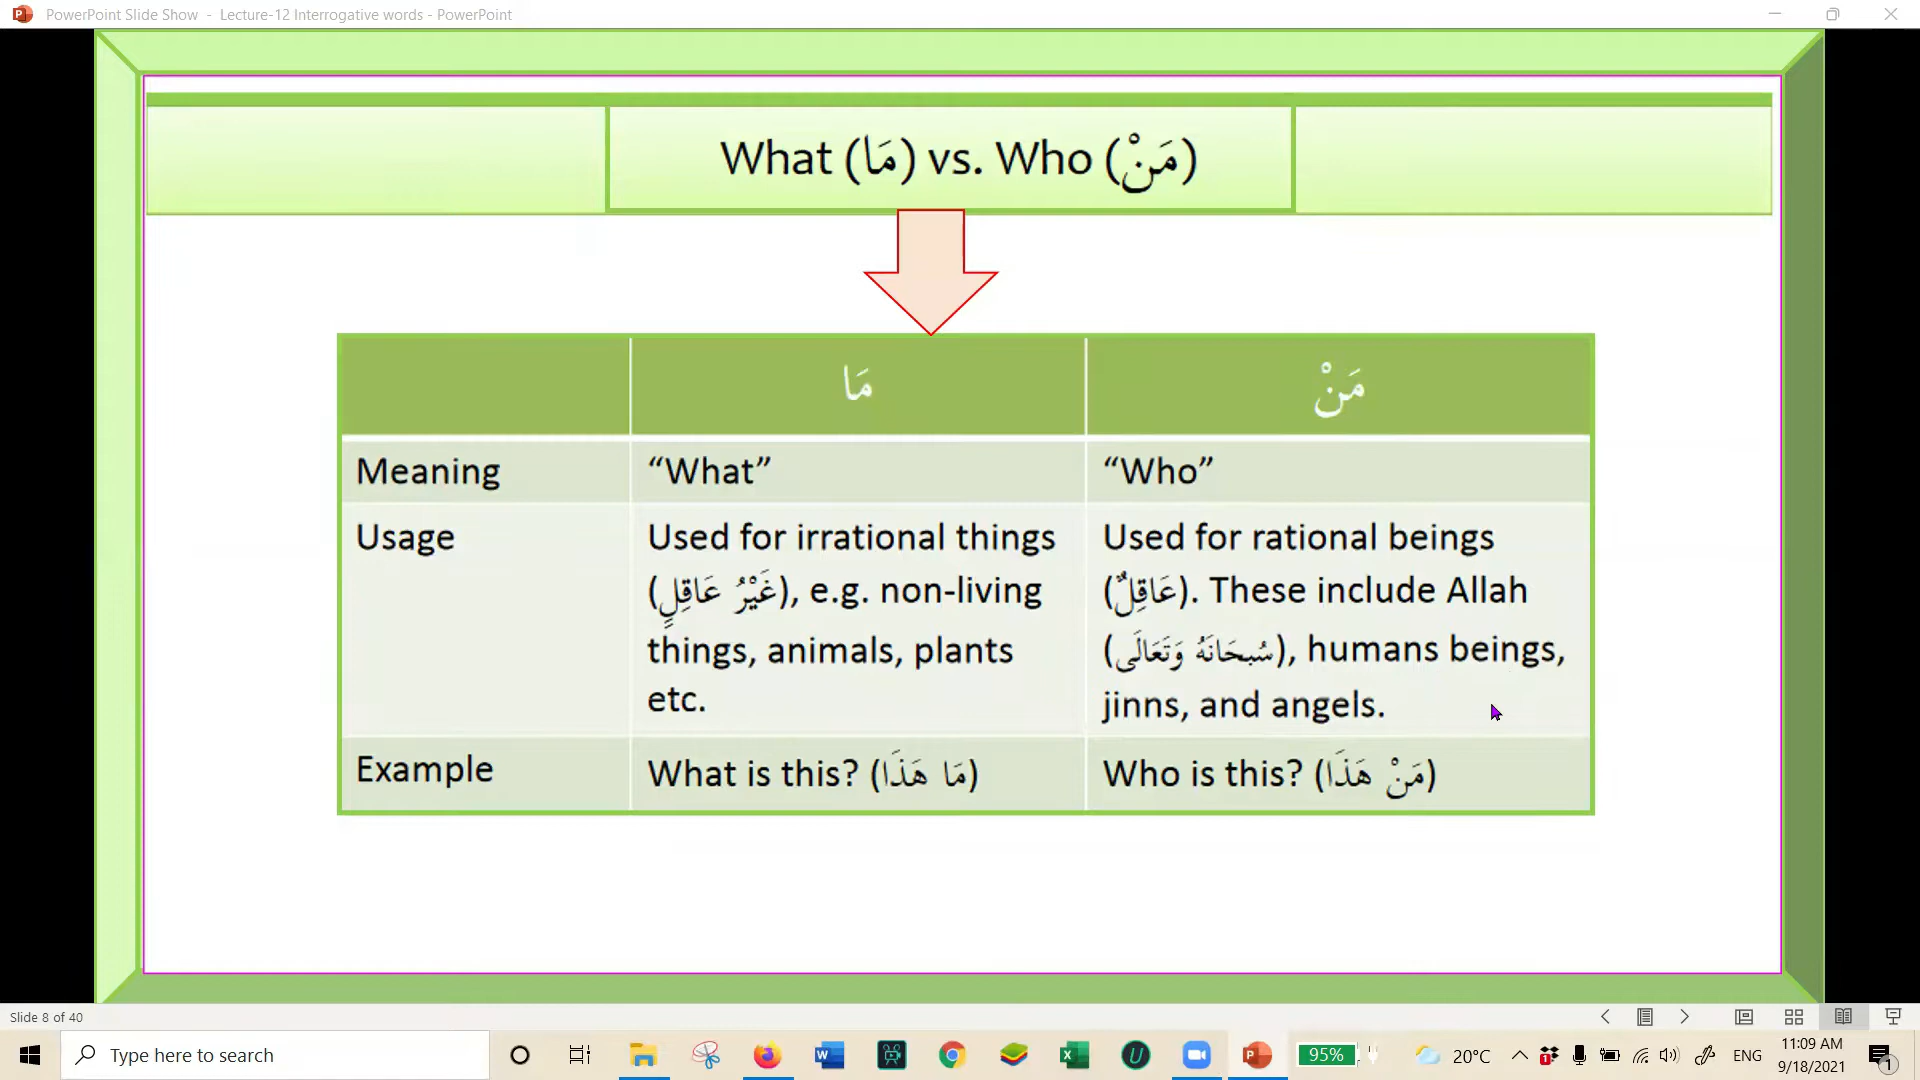 PowerPoint Slide Show - Lecture-12 Interrogative words - PowerPoint
What (مَا) vs. Who (مَنْ)
مَا
مَنْ
Meaning
“What”
“Who”
Usage
Used for irrational things
(غَيْرُ عَاقِلٍ), e.g. non-living
things, animals, plants
etc.
Used for rational beings
(عَاقِلٌ). These include Allah
(سُبحَانَهُ وَتَعَالَى), humans beings,
jinns, and angels.
Example
What is this? (مَا هَذَا)
Who is this? (مَنْ هَذَا)
Slide 8 of 40
Type here to search
95%
20°C
ENG
11:09 AM
9/18/2021